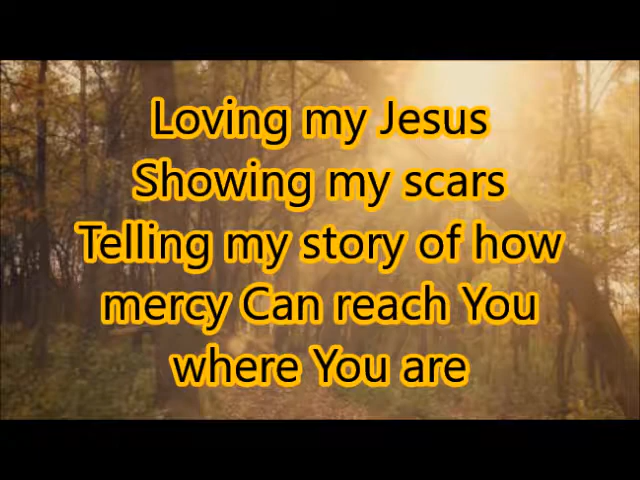 Loving my Jesus
Showing my scars
Telling my story of how
mercy Can reach You
where You are